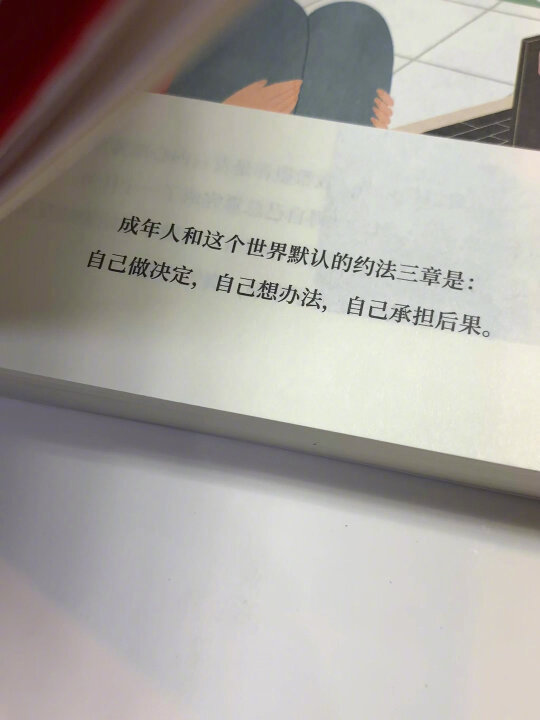 成年人和这个世界默认的约法三章是：
自己做决定，自己想办法，自己承担后果。